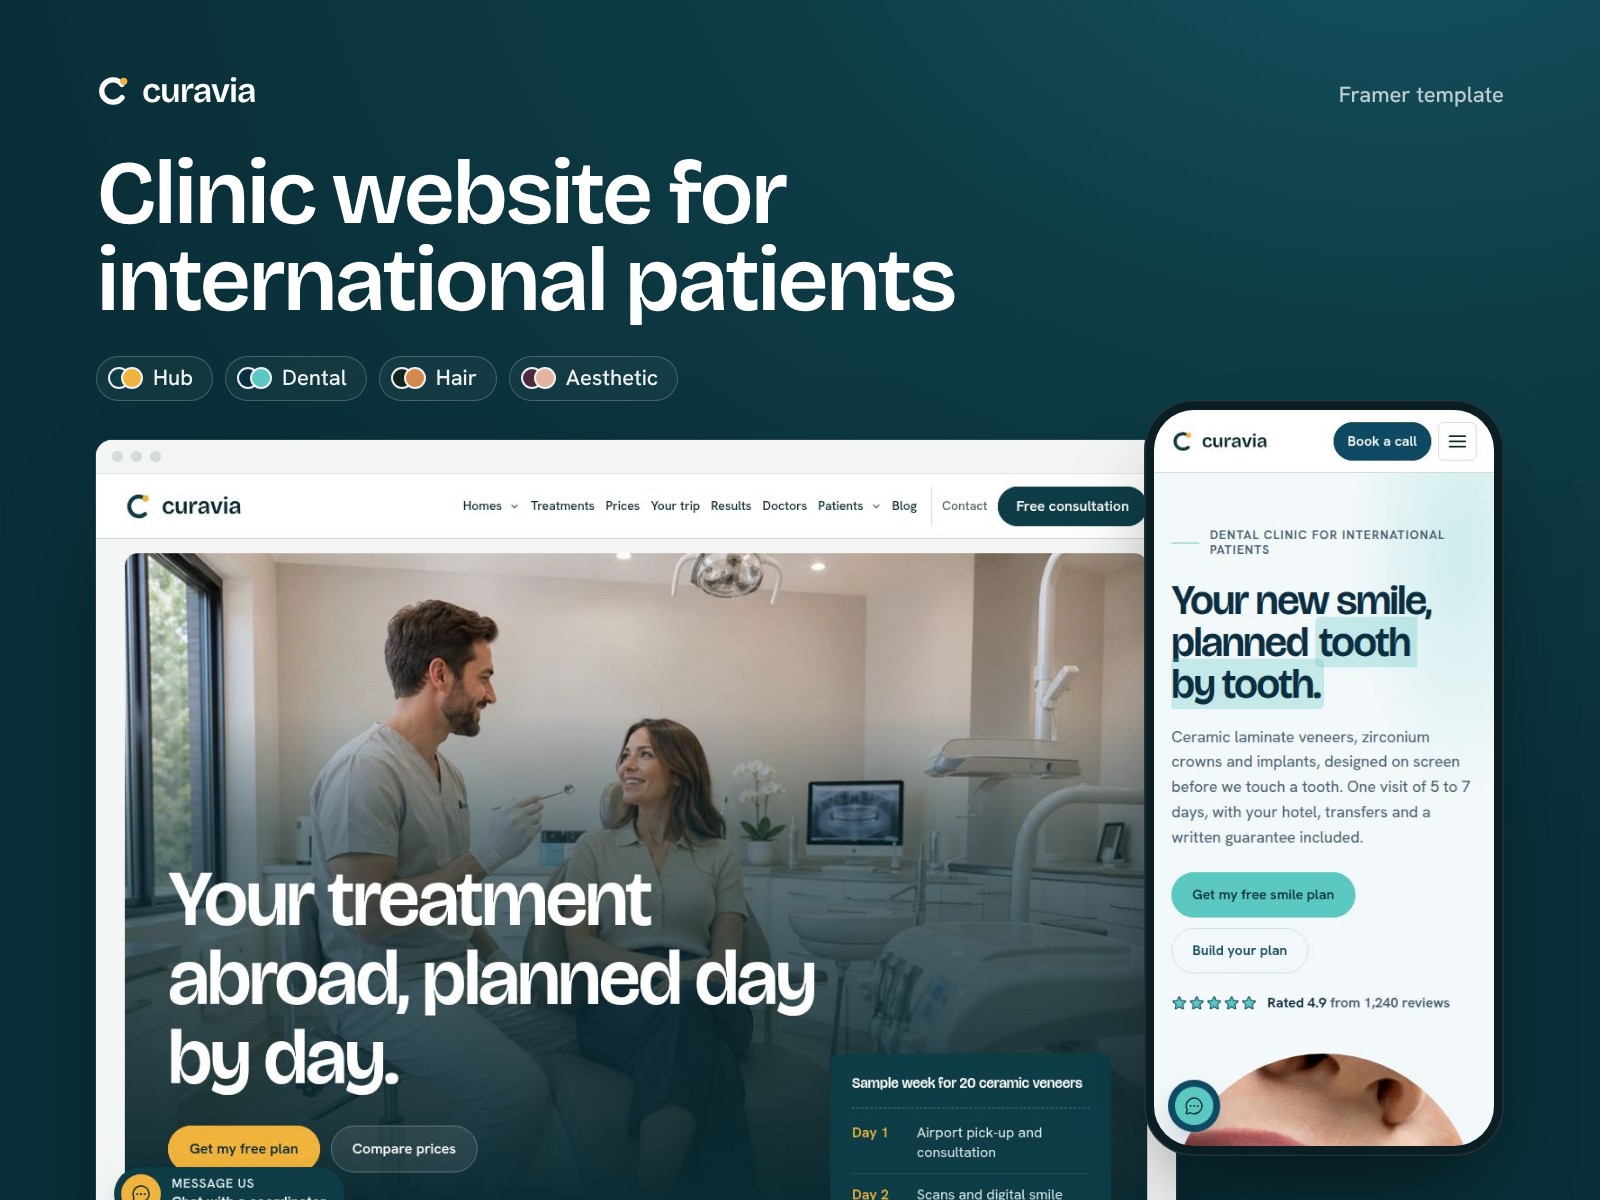 curavia
Framer template
Clinic website for
international patients
Hub
Dental
Hair
Aesthetic
curavia
Homes
Treatments
Prices
Your trip
Results
Doctors
Patients
Blog
Contact
Free consultation
Your treatment
abroad, planned day
by day.
Get my free plan
Compare prices
MESSAGE US
Chat with a coordinator
Sample week for 20 ceramic veneers
Day 1
Airport pick-up and
consultation
Day 2
Scans and digital smile
curavia
Book a call
DENTAL CLINIC FOR INTERNATIONAL
PATIENTS
Your new smile,
planned tooth
by tooth.
Ceramic laminate veneers, zirconium
crowns and implants, designed on screen
before we touch a tooth. One visit of 5 to 7
days, with your hotel, transfers and a
written guarantee included.
Get my free smile plan
Build your plan
Rated 4.9 from 1,240 reviews